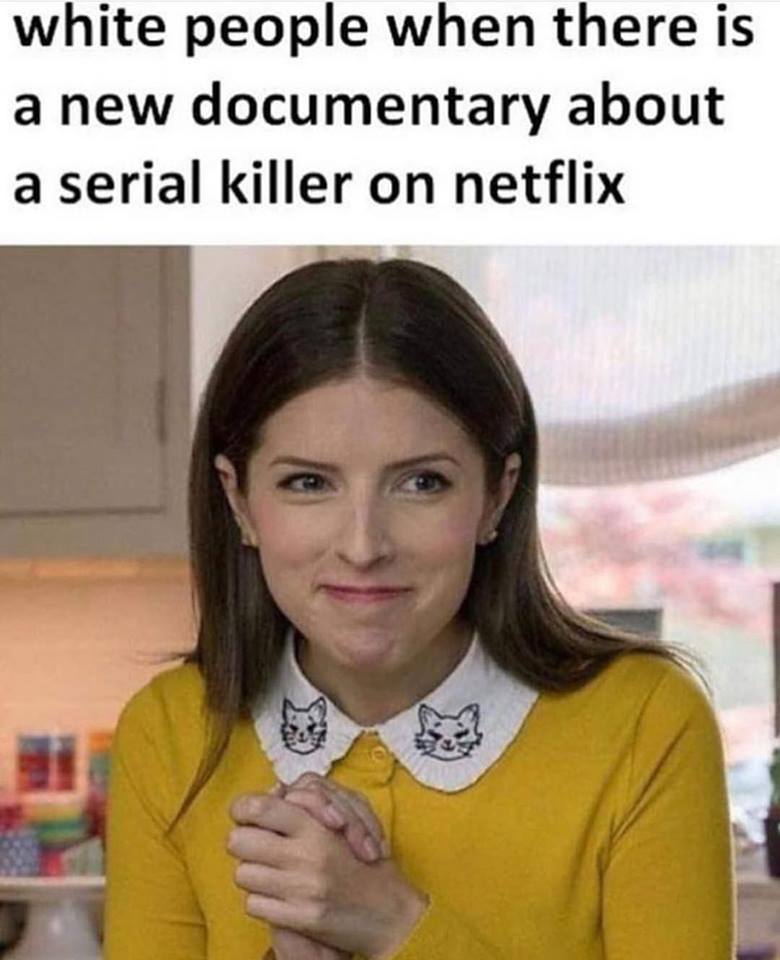 white people when there is
a new documentary about
a serial killer on netflix